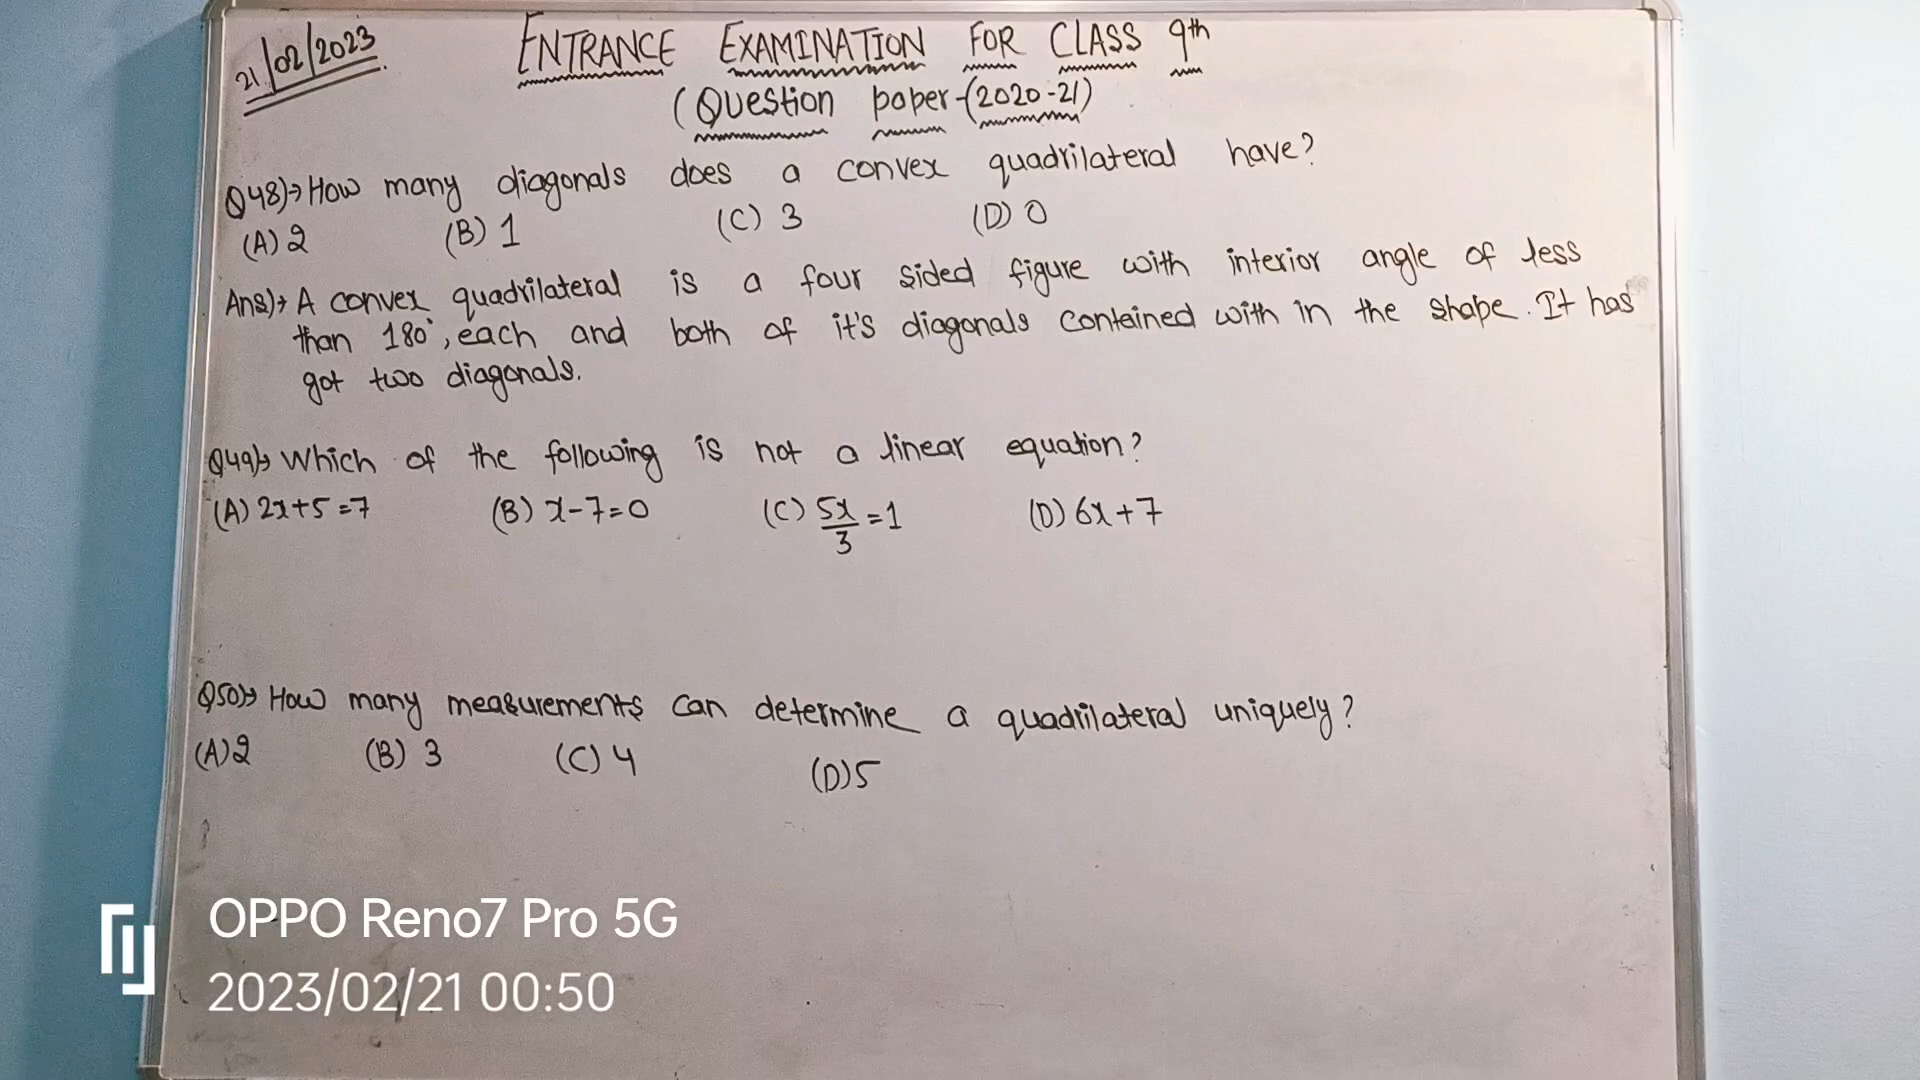 21/02/2023
ENTRANCE EXAMINATION FOR CLASS 9th
(Question paper-(2020-21)
Q48)→ How many diagonals does a convex quadrilateral have?
(A) 2 (B) 1 (C) 3 (D) 0
Ans)→ A convex quadrilateral is a four sided figure with interior angle of less
than 180°, each and both of it's diagonals contained with in the shape. It has
got two diagonals.
Q49)→ Which of the following is not a linear equation?
(A) 2x+5=7 (B) x-7=0 (C) 5x/3=1 (D) 6x+7
Q50)→ How many measurements can determine a quadrilateral uniquely?
(A) 2 (B) 3 (C) 4 (D) 5
OPPO Reno7 Pro 5G
2023/02/21 00:50